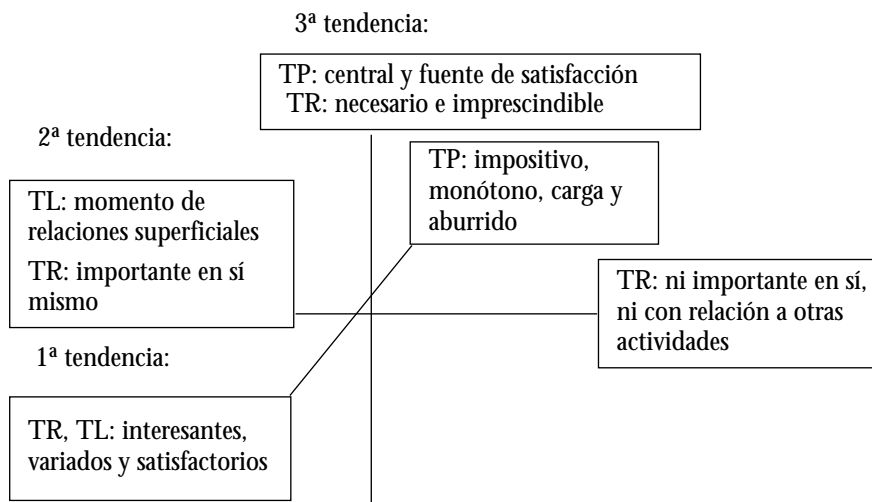 3ª tendencia:
TP: central y fuente de satisfacción
TR: necesario e imprescindible
2ª tendencia:
TP: impositivo,
monótono, carga y
aburrido
TL: momento de
relaciones superficiales
TR: importante en sí
mismo
TR: ni importante en sí,
ni con relación a otras
actividades
1ª tendencia:
TR, TL: interesantes,
variados y satisfactorios